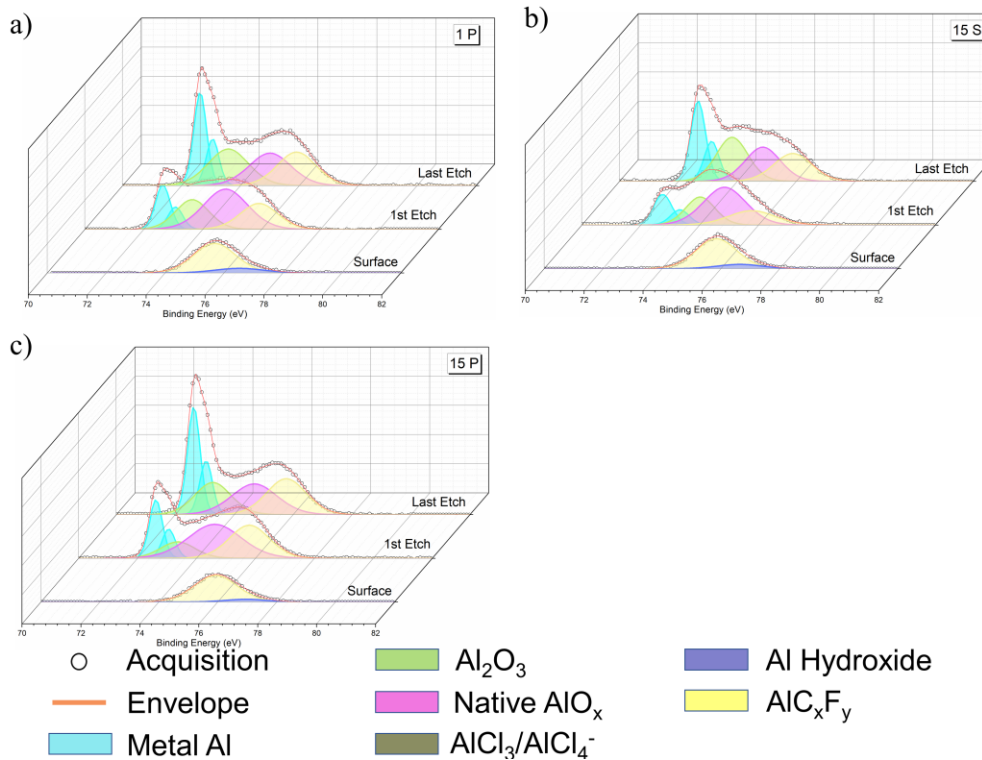 a)
1 P
Last Etch
1st Etch
Surface
70 72 74 76 78 80 82
Binding Energy (eV)
b)
15 S
Last Etch
1st Etch
Surface
70 72 74 76 78 80 82
Binding Energy (eV)
c)
15 P
Last Etch
1st Etch
Surface
70 72 74 76 78 80 82
Binding Energy (eV)
Acquisition
Al₂O₃
Al Hydroxide
Envelope
Native AlOₓ
AlCₓFᵧ
Metal Al
AlCl₃/AlCl₄⁻